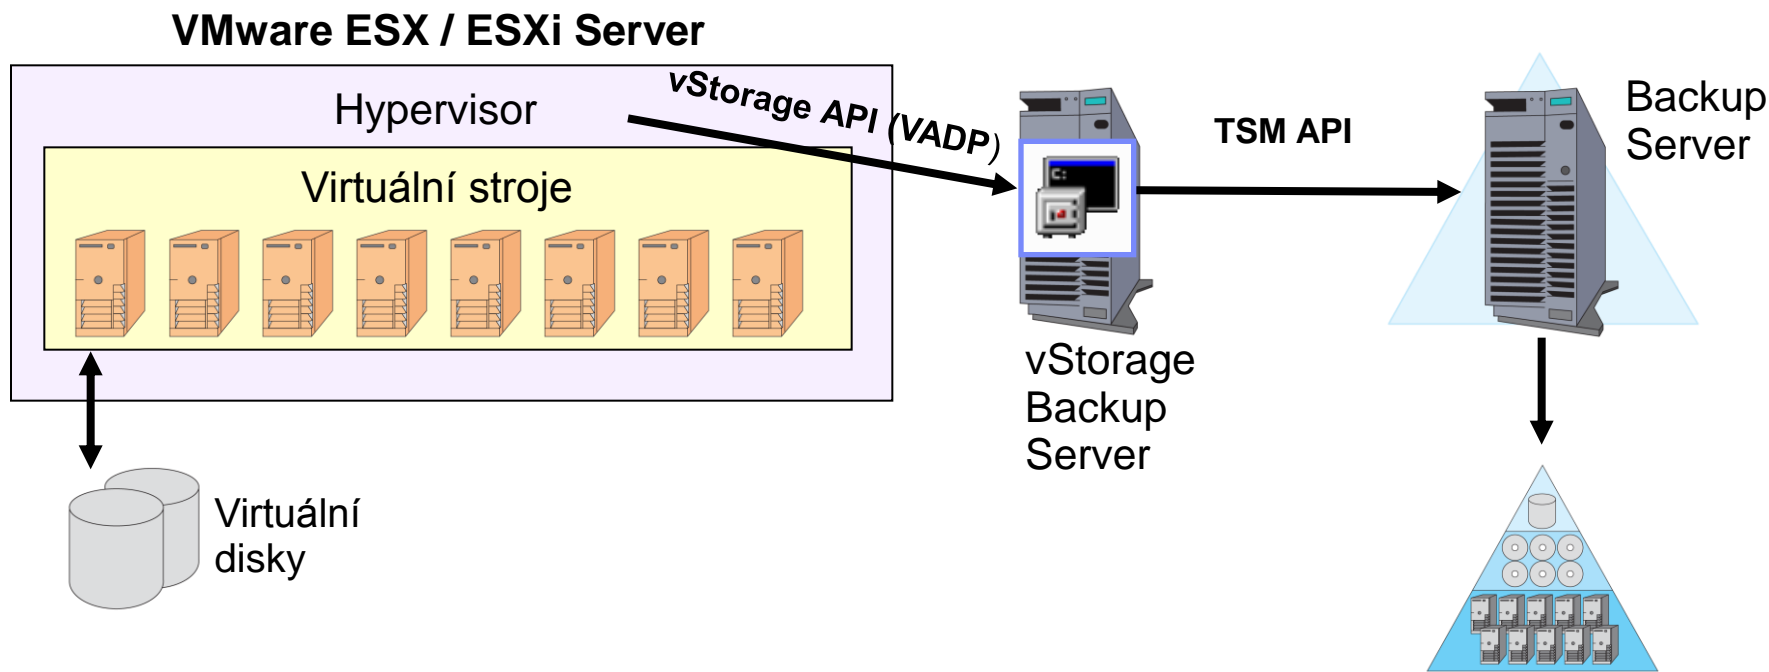 VMware ESX / ESXi Server
Hypervisor
vStorage API (VADP)
Virtuální stroje
C:
TSM API
Backup
Server
vStorage
Backup
Server
Virtuální
disky